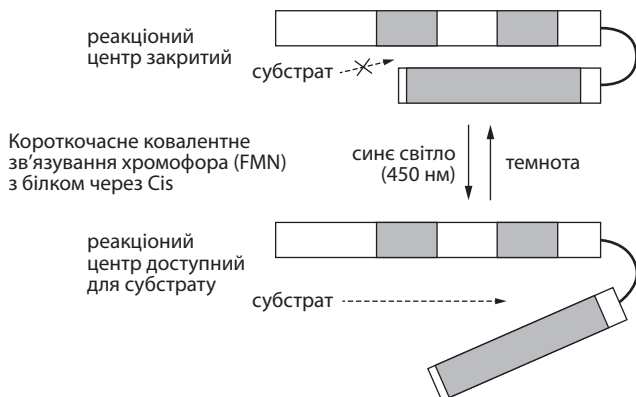 реакціоний
центр закритий
субстрат
Короткочасне ковалентне
зв'язування хромофора (FMN)
з білком через Cis
синє світло
(450 нм)
темнота
реакціоний
центр доступний
для субстрату
субстрат